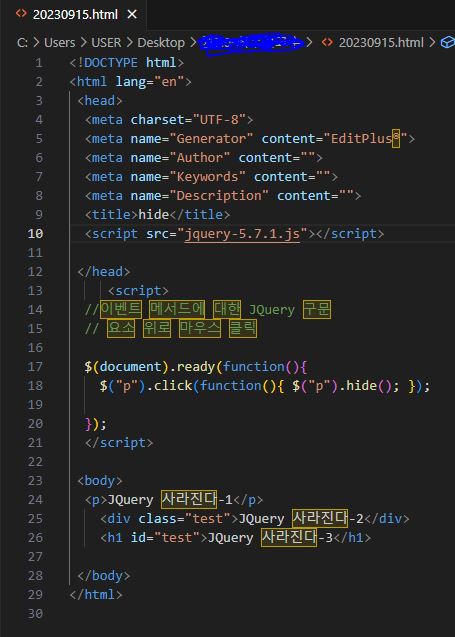 20230915.html
C: > Users > USER > Desktop > > 20230915.html >
1 <!DOCTYPE html>
2 <html lang="en">
3 <head>
4 <meta charset="UTF-8">
5 <meta name="Generator" content="EditPlus®">
6 <meta name="Author" content="">
7 <meta name="Keywords" content="">
8 <meta name="Description" content="">
9 <title>hide</title>
10 <script src="jquery-5.7.1.js"></script>
11
12 </head>
13 <script>
14 //이벤트 메서드에 대한 JQuery 구문
15 // 요소 위로 마우스 클릭
16
17 $(document).ready(function(){
18 $("p").click(function(){ $("p").hide(); });
19
20 });
21 </script>
22
23 <body>
24 <p>JQuery 사라진다-1</p>
25 <div class="test">JQuery 사라진다-2</div>
26 <h1 id="test">JQuery 사라진다-3</h1>
27
28 </body>
29 </html>
30